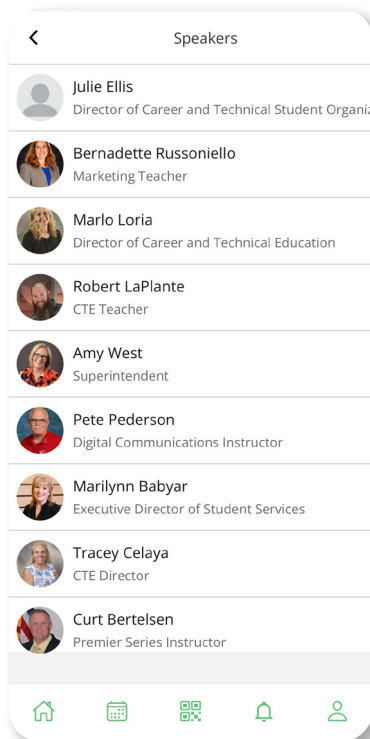 Speakers
Julie Ellis
Director of Career and Technical Student Organiz
Bernadette Russoniello
Marketing Teacher
Marlo Loria
Director of Career and Technical Education
Robert LaPlante
CTE Teacher
Amy West
Superintendent
Pete Pederson
Digital Communications Instructor
Marilynn Babyar
Executive Director of Student Services
Tracey Celaya
CTE Director
Curt Bertelsen
Premier Series Instructor